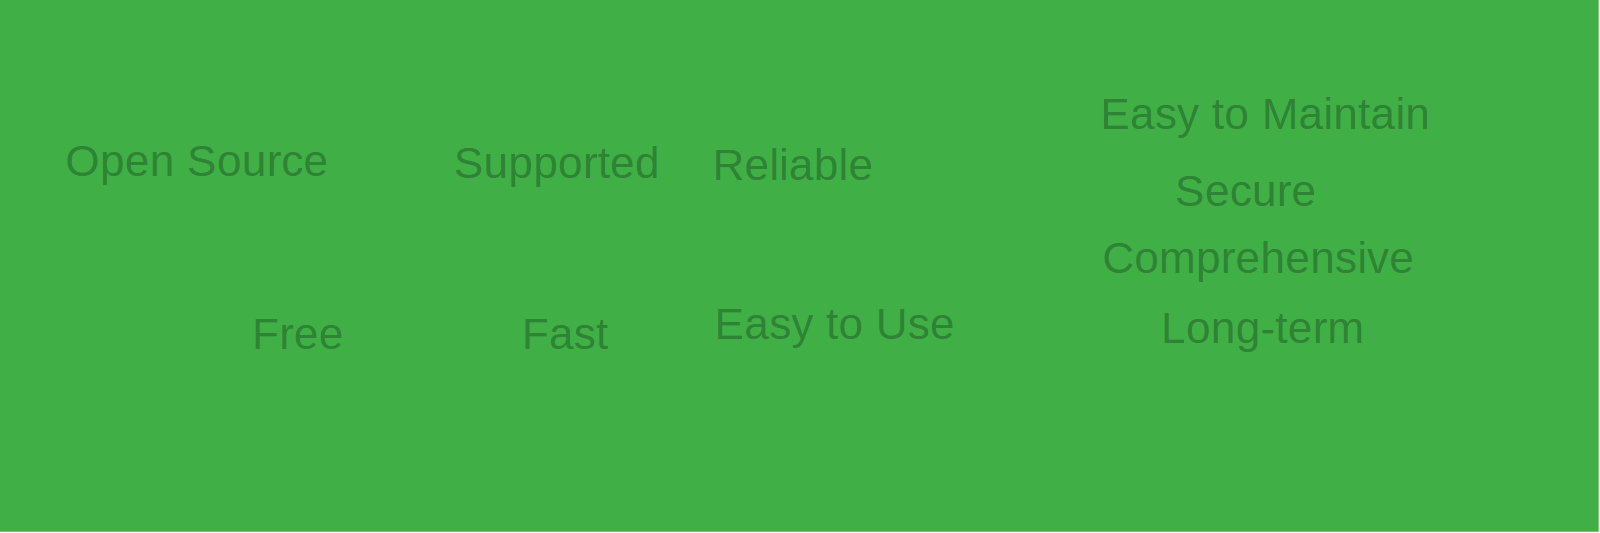 Easy to Maintain
Open Source
Supported
Reliable
Secure
Comprehensive
Free
Fast
Easy to Use
Long-term